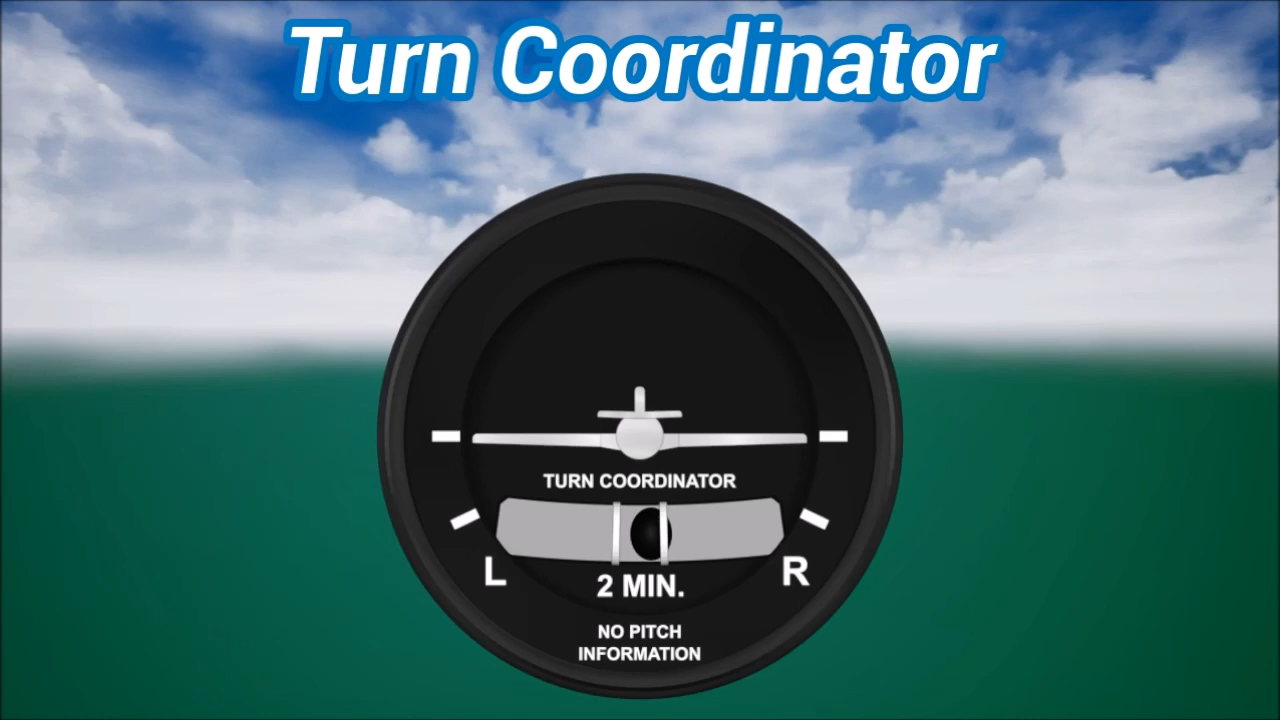 Turn Coordinator
TURN COORDINATOR
L
R
2 MIN.
NO PITCH
INFORMATION